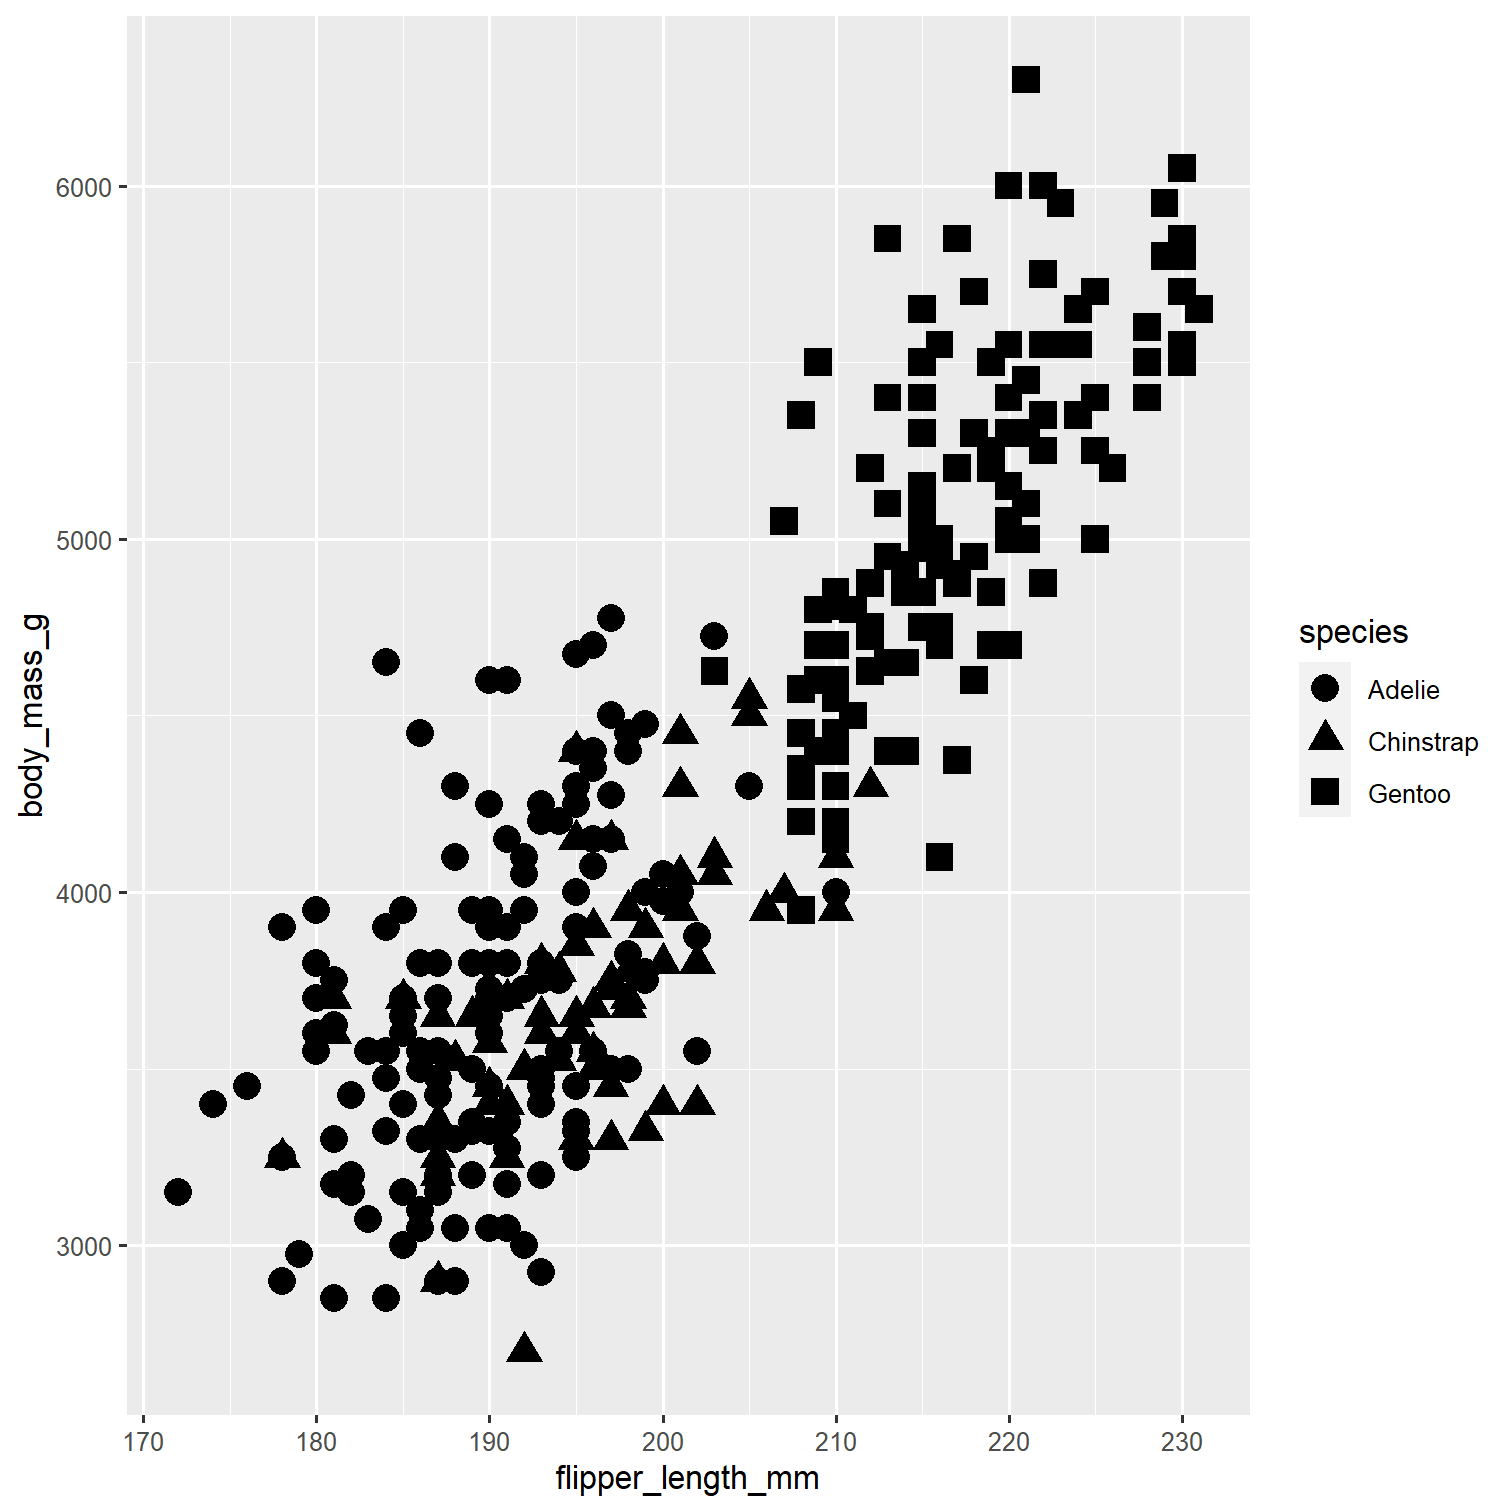 6000
5000
4000
3000
body_mass_g
170 180 190 200 210 220 230
flipper_length_mm
species
Adelie
Chinstrap
Gentoo